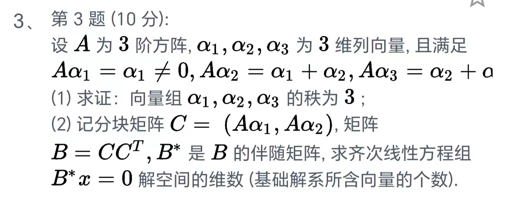 3、 第 3 题 (10 分):
设 A 为 3 阶方阵, α₁, α₂, α₃ 为 3 维列向量, 且满足
Aα₁ = α₁ ≠ 0, Aα₂ = α₁ + α₂, Aα₃ = α₂ + α
(1) 求证：向量组 α₁, α₂, α₃ 的秩为 3；
(2) 记分块矩阵 C = (Aα₁, Aα₂), 矩阵
B = CCᵀ, B* 是 B 的伴随矩阵, 求齐次线性方程组
B*x = 0 解空间的维数 (基础解系所含向量的个数).